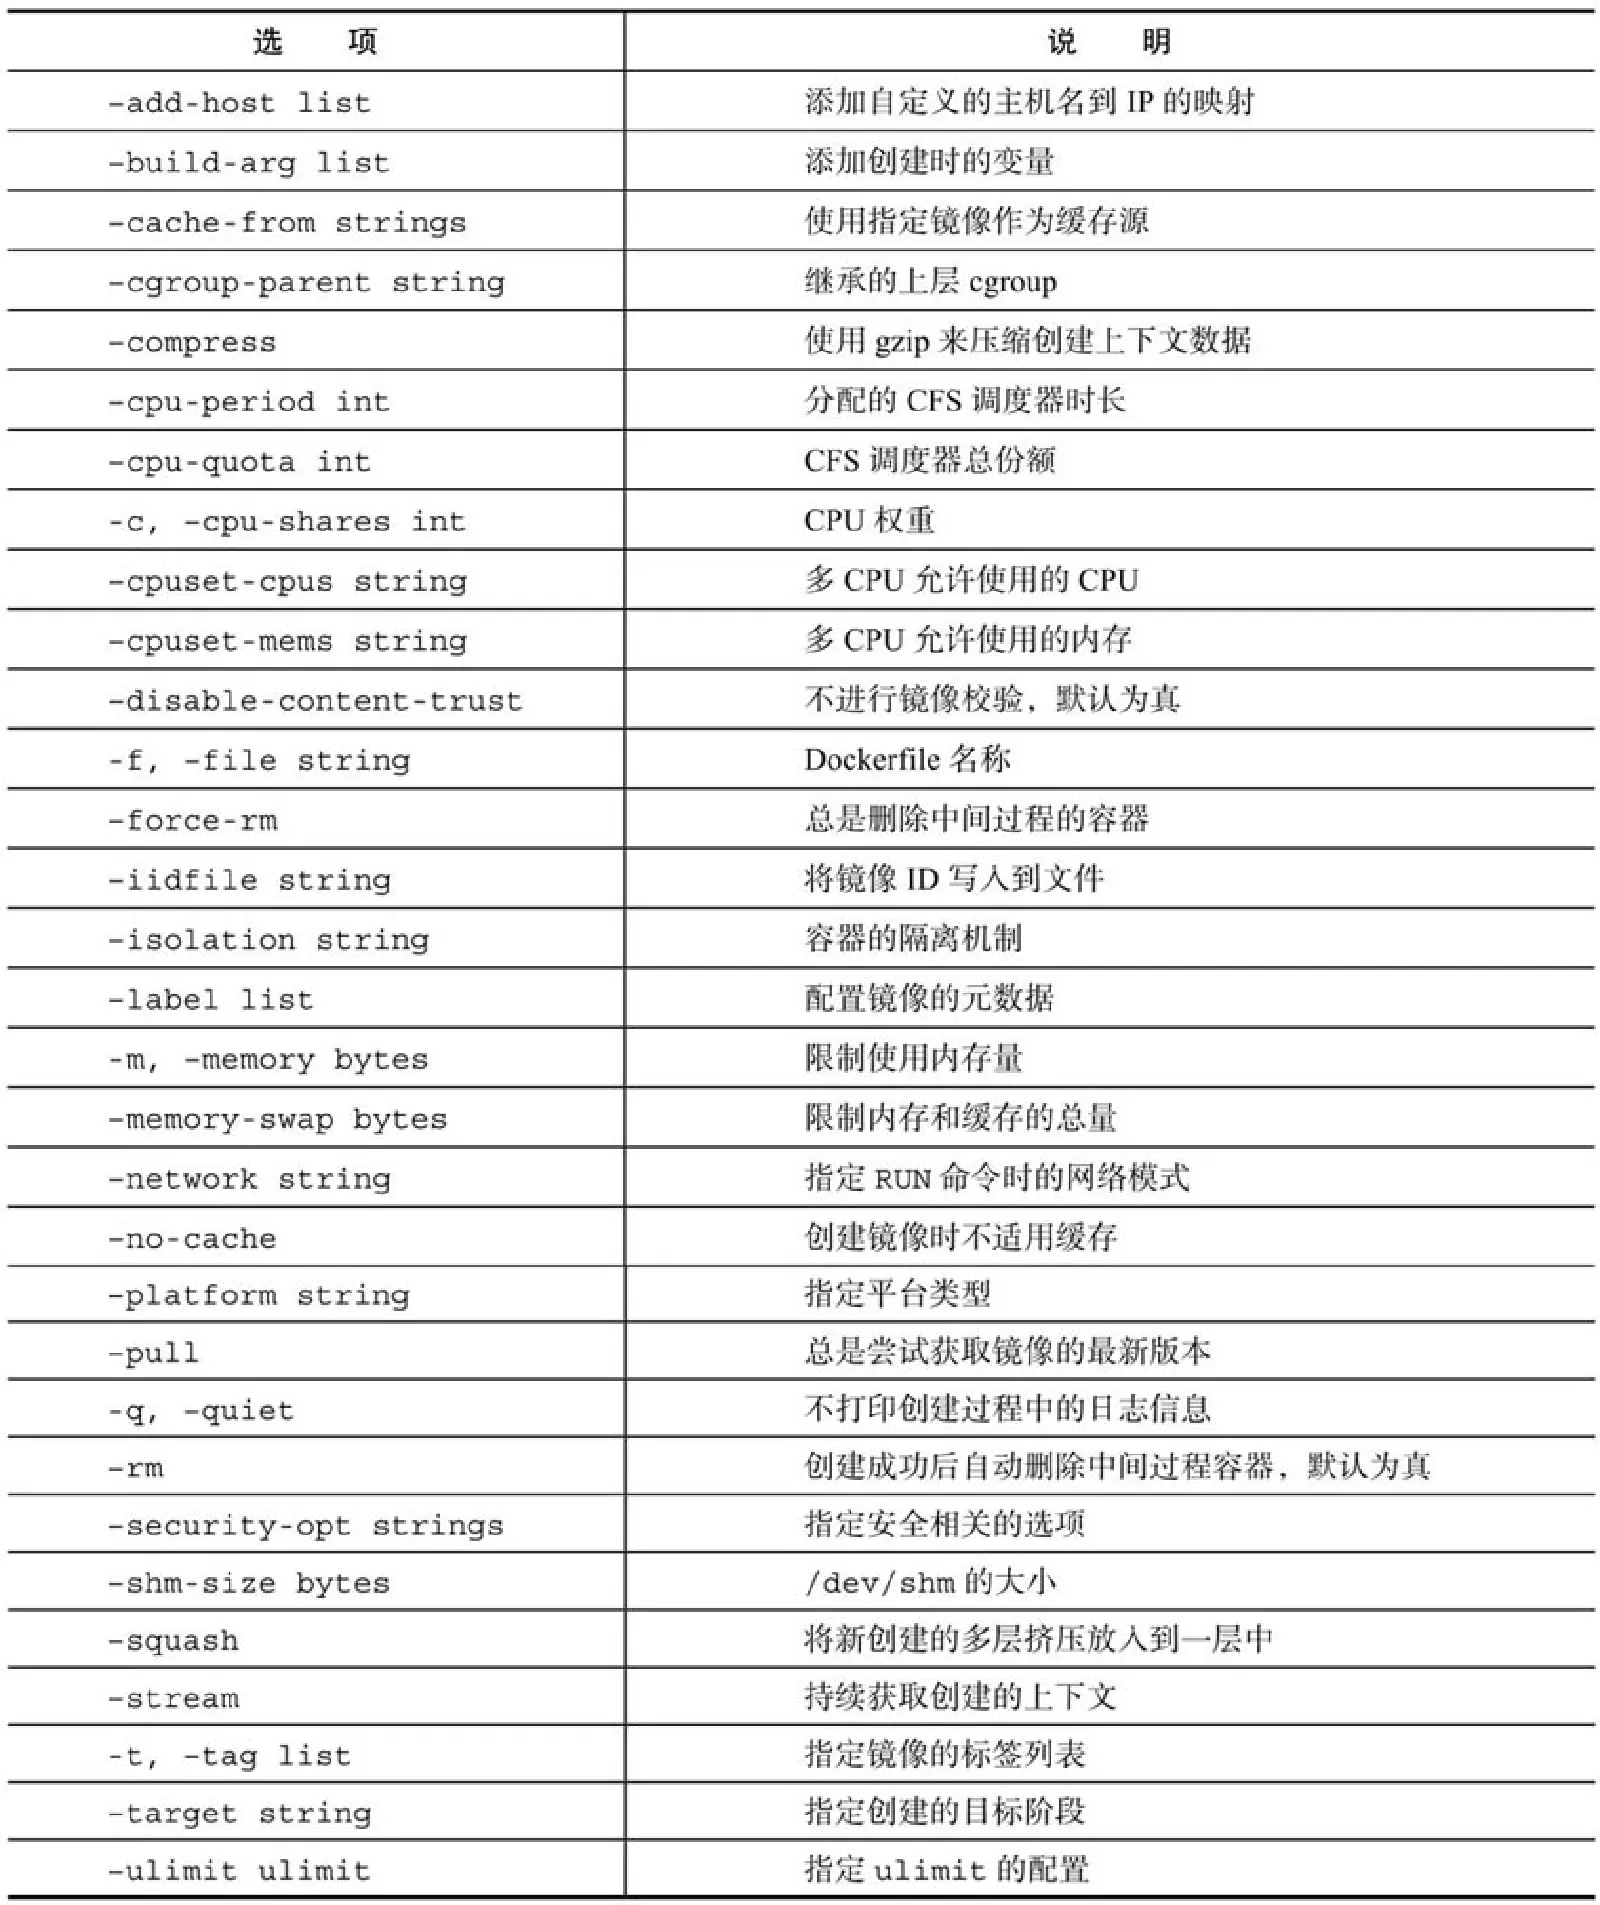 选 项 说 明
–add-host list 添加自定义的主机名到 IP 的映射
–build-arg list 添加创建时的变量
–cache-from strings 使用指定镜像作为缓存源
–cgroup-parent string 继承的上层 cgroup
–compress 使用 gzip 来压缩创建上下文数据
–cpu-period int 分配的 CFS 调度器时长
–cpu-quota int CFS 调度器总份额
-c, –cpu-shares int CPU 权重
–cpuset-cpus string 多 CPU 允许使用的 CPU
–cpuset-mems string 多 CPU 允许使用的内存
–disable-content-trust 不进行镜像校验，默认为真
-f, –file string Dockerfile 名称
–force-rm 总是删除中间过程的容器
–iidfile string 将镜像 ID 写入到文件
–isolation string 容器的隔离机制
–label list 配置镜像的元数据
-m, –memory bytes 限制使用内存量
–memory-swap bytes 限制内存和缓存的总量
–network string 指定 RUN 命令时的网络模式
–no-cache 创建镜像时不适用缓存
–platform string 指定平台类型
–pull 总是尝试获取镜像的最新版本
-q, –quiet 不打印创建过程中的日志信息
–rm 创建成功后自动删除中间过程容器，默认为真
–security-opt strings 指定安全相关的选项
–shm-size bytes /dev/shm 的大小
–squash 将新创建的多层挤压放入到一层中
–stream 持续获取创建的上下文
-t, –tag list 指定镜像的标签列表
–target string 指定创建的目标阶段
–ulimit ulimit 指定 ulimit 的配置